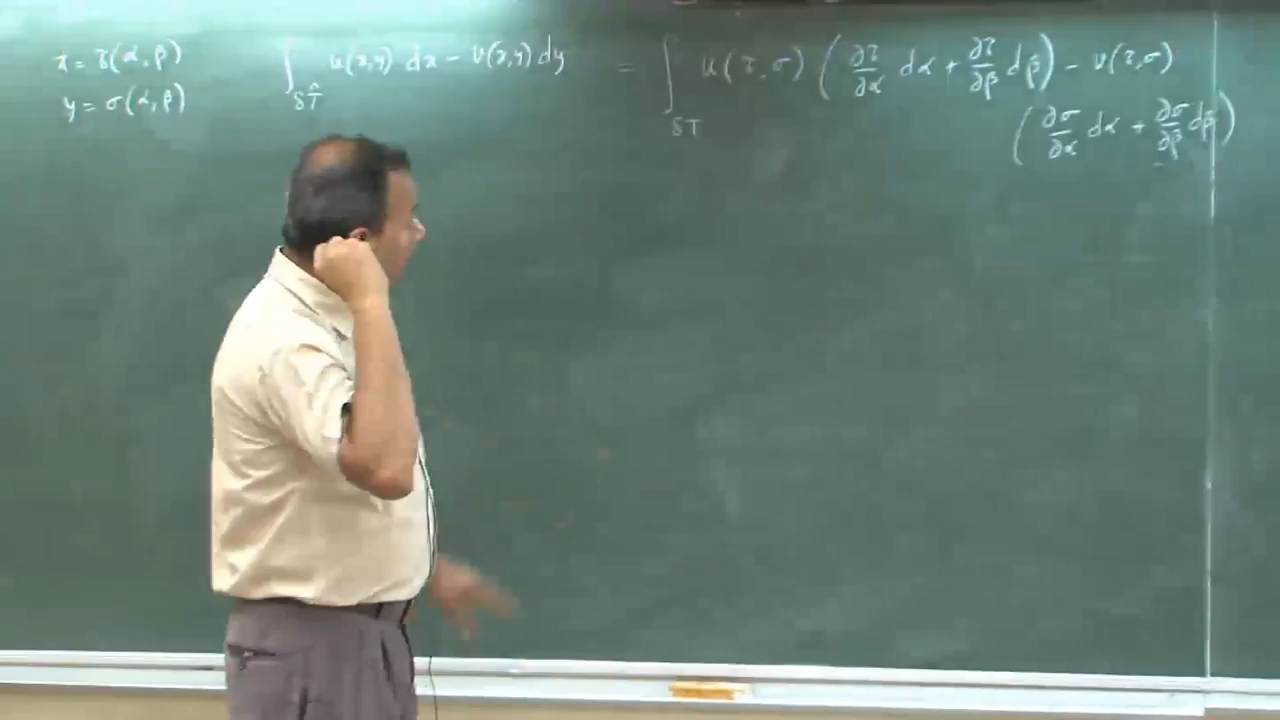 x = τ(α, β)
y = σ(α, β)
∫_{δT̂} u(x,y) dx − v(x,y) dy = ∫_{δT} u(τ, σ) (∂τ/∂α dα + ∂τ/∂β dβ) − v(τ, σ)
(∂σ/∂α dα + ∂σ/∂β dβ)